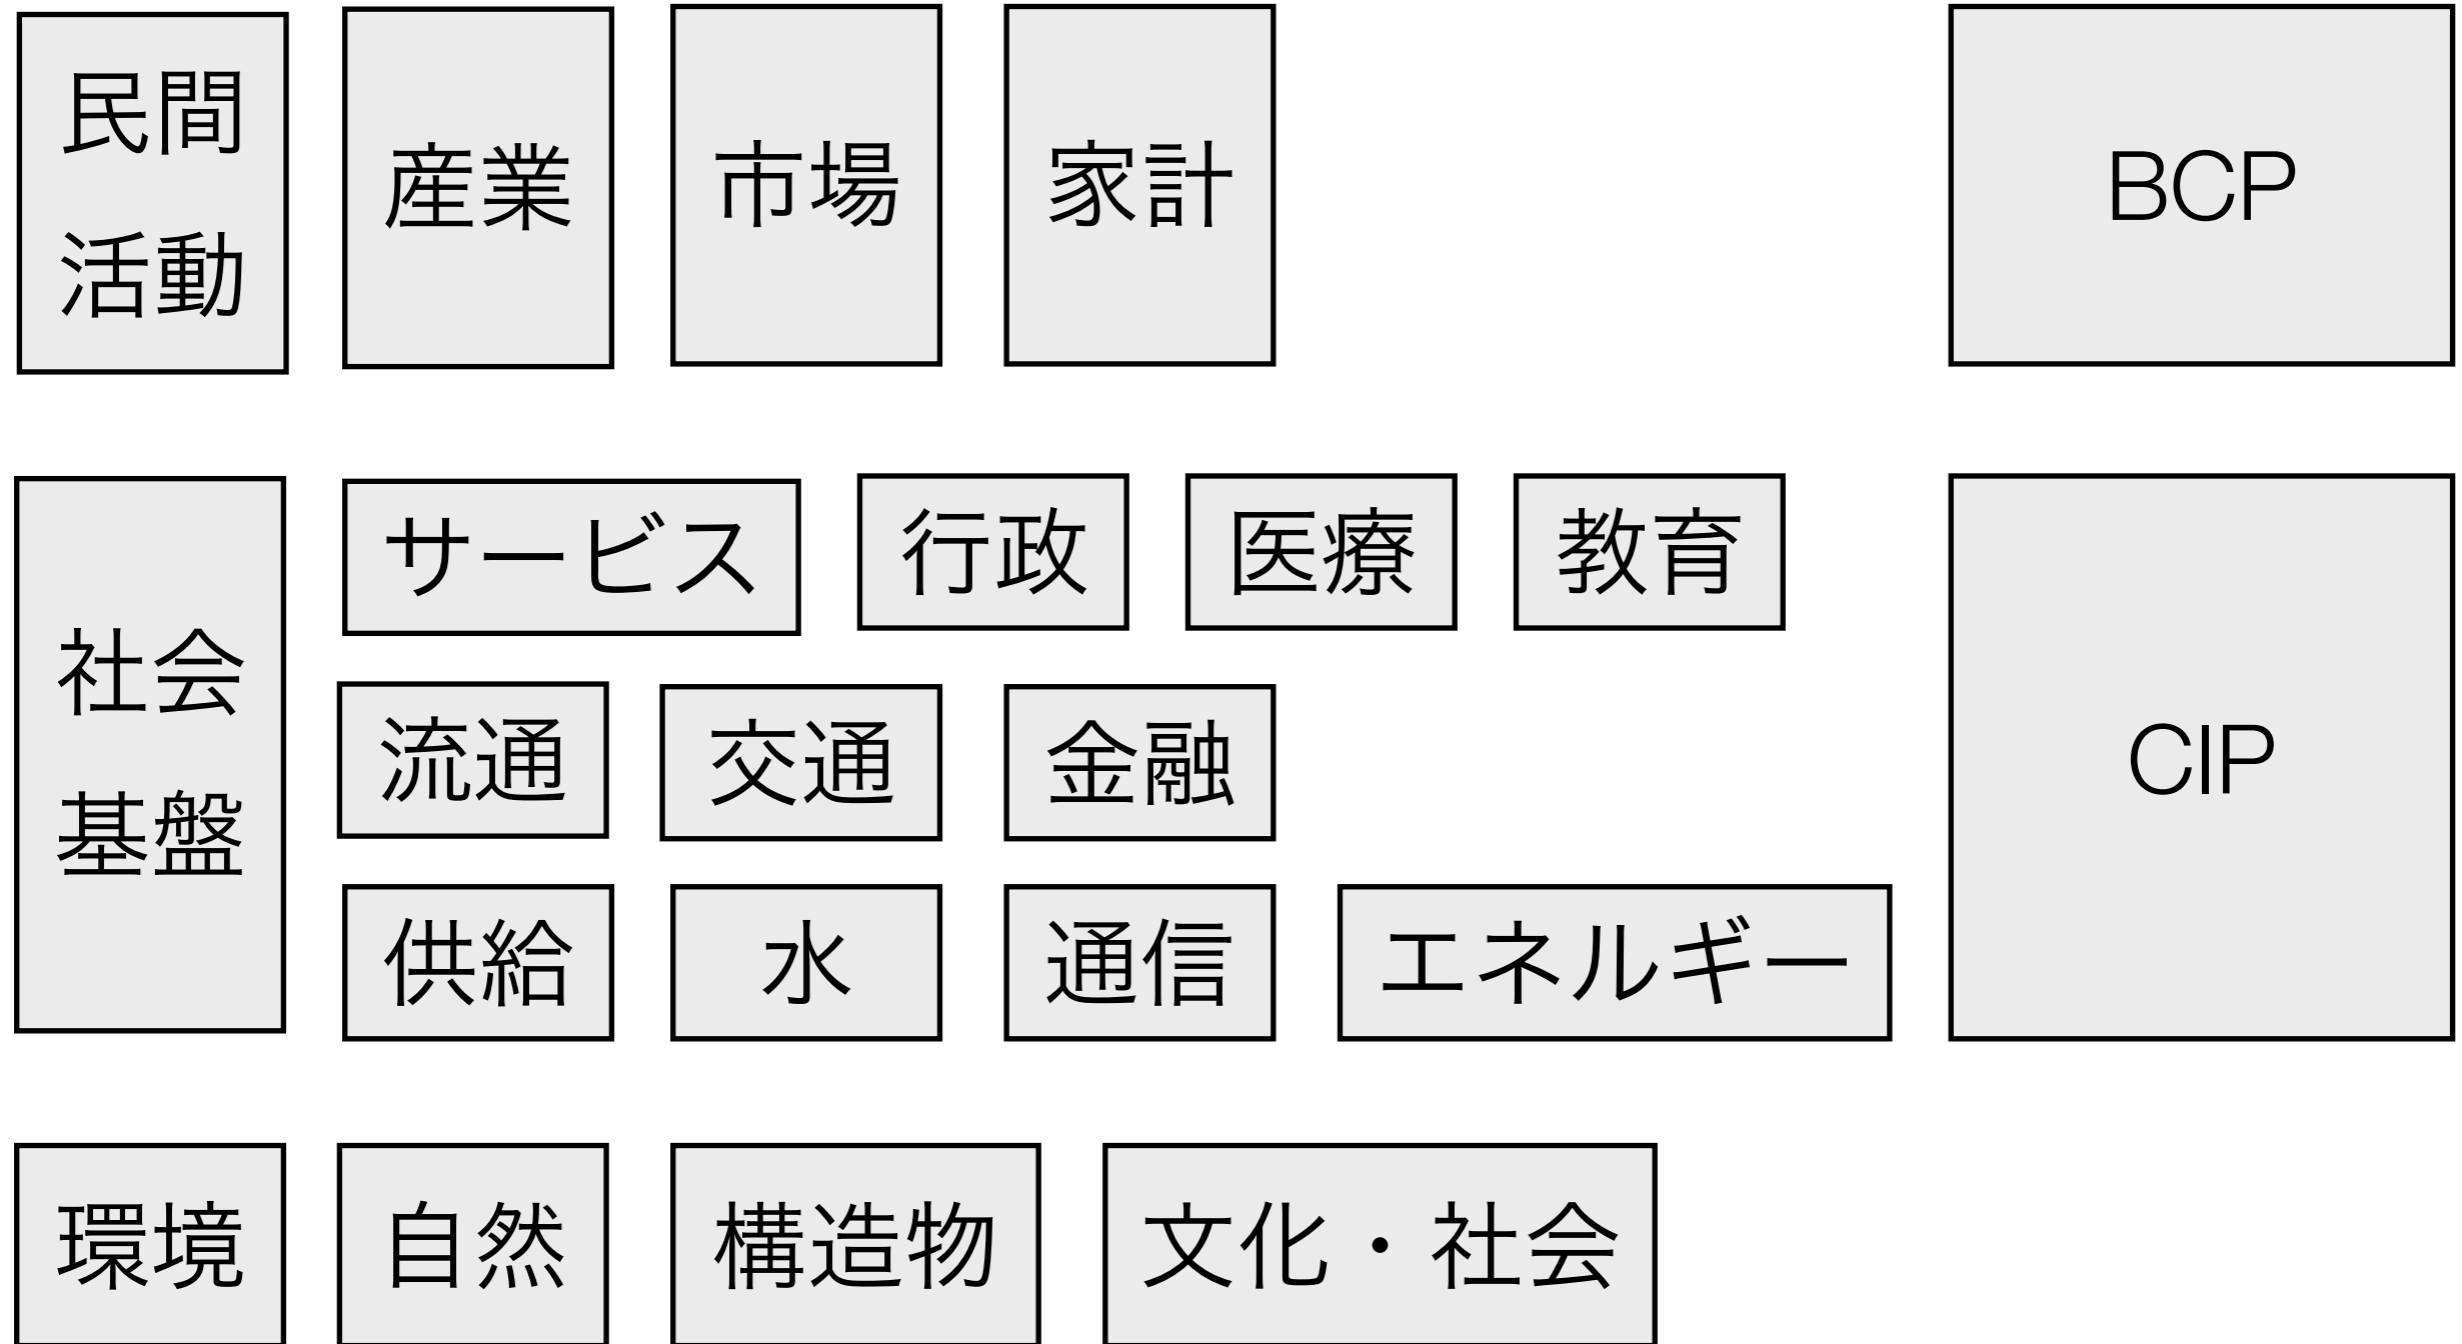 民間
活動
産業
市場
家計
BCP
社会
基盤
サービス
行政
医療
教育
流通
交通
金融
供給
水
通信
エネルギー
CIP
環境
自然
構造物
文化・社会